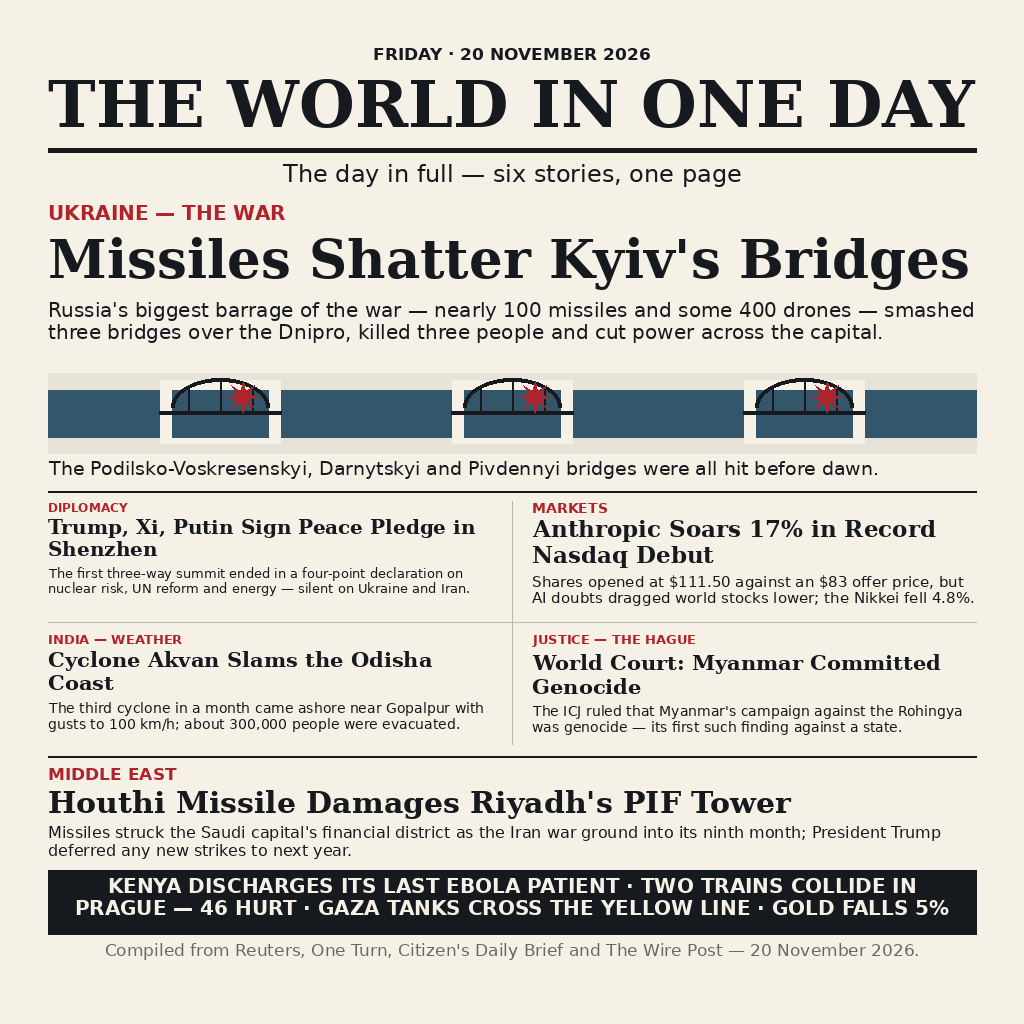 FRIDAY · 20 NOVEMBER 2026
THE WORLD IN ONE DAY
The day in full — six stories, one page
UKRAINE — THE WAR
Missiles Shatter Kyiv's Bridges
Russia's biggest barrage of the war — nearly 100 missiles and some 400 drones — smashed
three bridges over the Dnipro, killed three people and cut power across the capital.
The Podilsko-Voskresenskyi, Darnytskyi and Pivdennyi bridges were all hit before dawn.
DIPLOMACY
Trump, Xi, Putin Sign Peace Pledge in
Shenzhen
The first three-way summit ended in a four-point declaration on
nuclear risk, UN reform and energy — silent on Ukraine and Iran.
MARKETS
Anthropic Soars 17% in Record
Nasdaq Debut
Shares opened at $111.50 against an $83 offer price, but
AI doubts dragged world stocks lower; the Nikkei fell 4.8%.
INDIA — WEATHER
Cyclone Akvan Slams the Odisha
Coast
The third cyclone in a month came ashore near Gopalpur with
gusts to 100 km/h; about 300,000 people were evacuated.
JUSTICE — THE HAGUE
World Court: Myanmar Committed
Genocide
The ICJ ruled that Myanmar's campaign against the Rohingya
was genocide — its first such finding against a state.
MIDDLE EAST
Houthi Missile Damages Riyadh's PIF Tower
Missiles struck the Saudi capital's financial district as the Iran war ground into its ninth month; President Trump
deferred any new strikes to next year.
KENYA DISCHARGES ITS LAST EBOLA PATIENT · TWO TRAINS COLLIDE IN
PRAGUE — 46 HURT · GAZA TANKS CROSS THE YELLOW LINE · GOLD FALLS 5%
Compiled from Reuters, One Turn, Citizen's Daily Brief and The Wire Post — 20 November 2026.